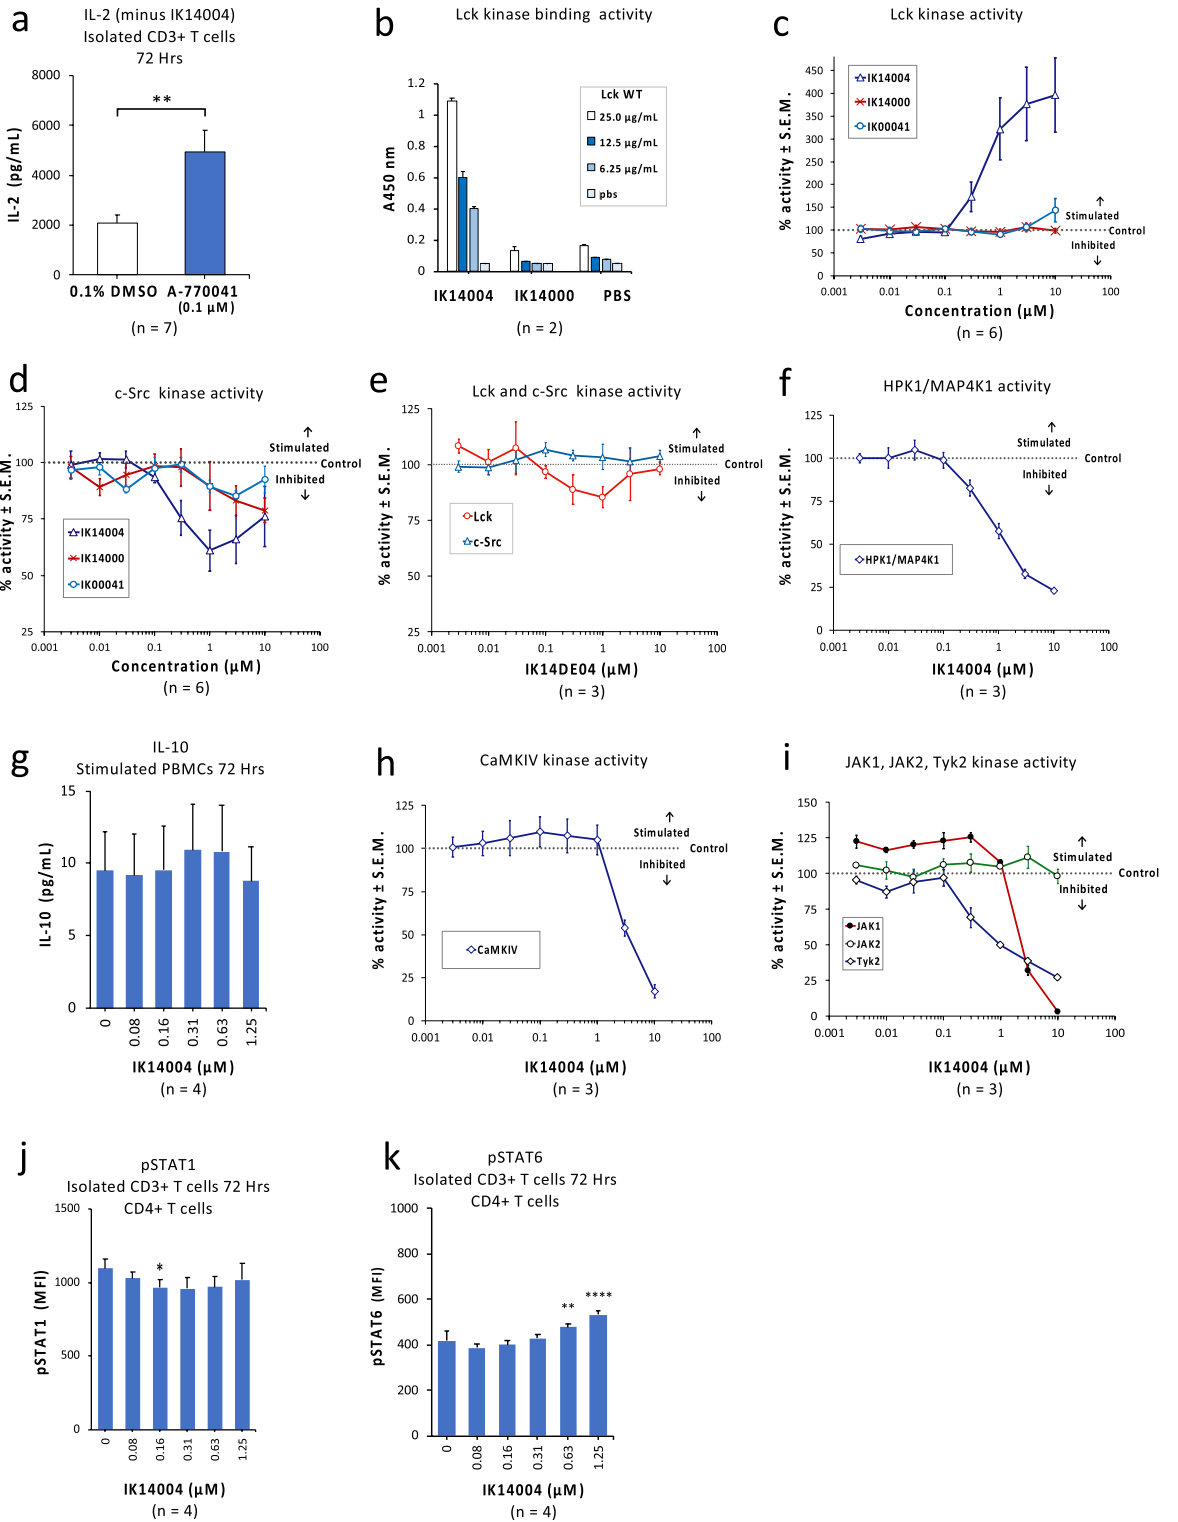 a
IL-2 (minus IK14004)
Isolated CD3+ T cells
72 Hrs
IL-2 (pg/mL)
8000
6000
4000
2000
0
**
0.1% DMSO
A-770041
(0.1 µM)
(n = 7)
b
Lck kinase binding activity
A450 nm
1.2
1
0.8
0.6
0.4
0.2
0
Lck WT
25.0 µg/mL
12.5 µg/mL
6.25 µg/mL
pbs
IK14004
IK14000
PBS
(n = 2)
c
Lck kinase activity
% activity ± S.E.M.
450
400
350
300
250
200
150
100
50
0
IK14004
IK14000
IK00041
↑
Stimulated
Control
Inhibited
↓
0.001
0.01
0.1
1
10
100
Concentration (µM)
(n = 6)
d
c-Src kinase activity
% activity ± S.E.M.
125
100
75
50
25
↑
Stimulated
Control
Inhibited
↓
IK14004
IK14000
IK00041
0.001
0.01
0.1
1
10
100
Concentration (µM)
(n = 6)
e
Lck and c-Src kinase activity
% activity ± S.E.M.
125
100
75
50
25
↑
Stimulated
Control
Inhibited
↓
Lck
c-Src
0.001
0.01
0.1
1
10
100
IK14DE04 (µM)
(n = 3)
f
HPK1/MAP4K1 activity
% activity ± S.E.M.
125
100
75
50
25
0
↑
Stimulated
Control
Inhibited
↓
HPK1/MAP4K1
0.001
0.01
0.1
1
10
100
IK14004 (µM)
(n = 3)
g
IL-10
Stimulated PBMCs 72 Hrs
IL-10 (pg/mL)
15
10
5
0
0
0.08
0.16
0.31
0.63
1.25
IK14004 (µM)
(n = 4)
h
CaMKIV kinase activity
% activity ± S.E.M.
125
100
75
50
25
0
↑
Stimulated
Control
Inhibited
↓
CaMKIV
0.001
0.01
0.1
1
10
100
IK14004 (µM)
(n = 3)
i
JAK1, JAK2, Tyk2 kinase activity
% activity ± S.E.M.
150
125
100
75
50
25
0
↑
Stimulated
Control
Inhibited
↓
JAK1
JAK2
Tyk2
0.001
0.01
0.1
1
10
100
IK14004 (µM)
(n = 3)
j
pSTAT1
Isolated CD3+ T cells 72 Hrs
CD4+ T cells
pSTAT1 (MFI)
1500
1000
500
0
*
0
0.08
0.16
0.31
0.63
1.25
IK14004 (µM)
(n = 4)
k
pSTAT6
Isolated CD3+ T cells 72 Hrs
CD4+ T cells
pSTAT6 (MFI)
1000
800
600
400
200
0
**
****
0
0.08
0.16
0.31
0.63
1.25
IK14004 (µM)
(n = 4)